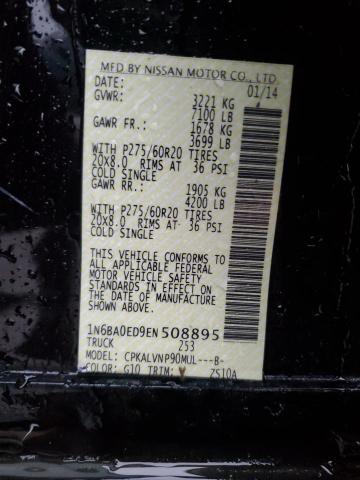 MFD BY NISSAN MOTOR CO., LTD.
DATE: 01/14
GVWR: 3221 KG
7100 LB
GAWR FR.: 1678 KG
3699 LB
WITH P275/60R20 TIRES
20X8.0 RIMS AT 36 PSI
COLD SINGLE
GAWR RR.: 1905 KG
4200 LB
WITH P275/60R20 TIRES
20X8.0 RIMS AT 36 PSI
COLD SINGLE
THIS VEHICLE CONFORMS TO
ALL APPLICABLE FEDERAL
MOTOR VEHICLE SAFETY
STANDARDS IN EFFECT ON THE
DATE OF MANUFACTURE
SHOWN ABOVE.
1N6BA0ED9EN508895
TRUCK 253
MODEL: CPKALVNP90MUL---B-
COLOR: G10 TRIM: ZS10A